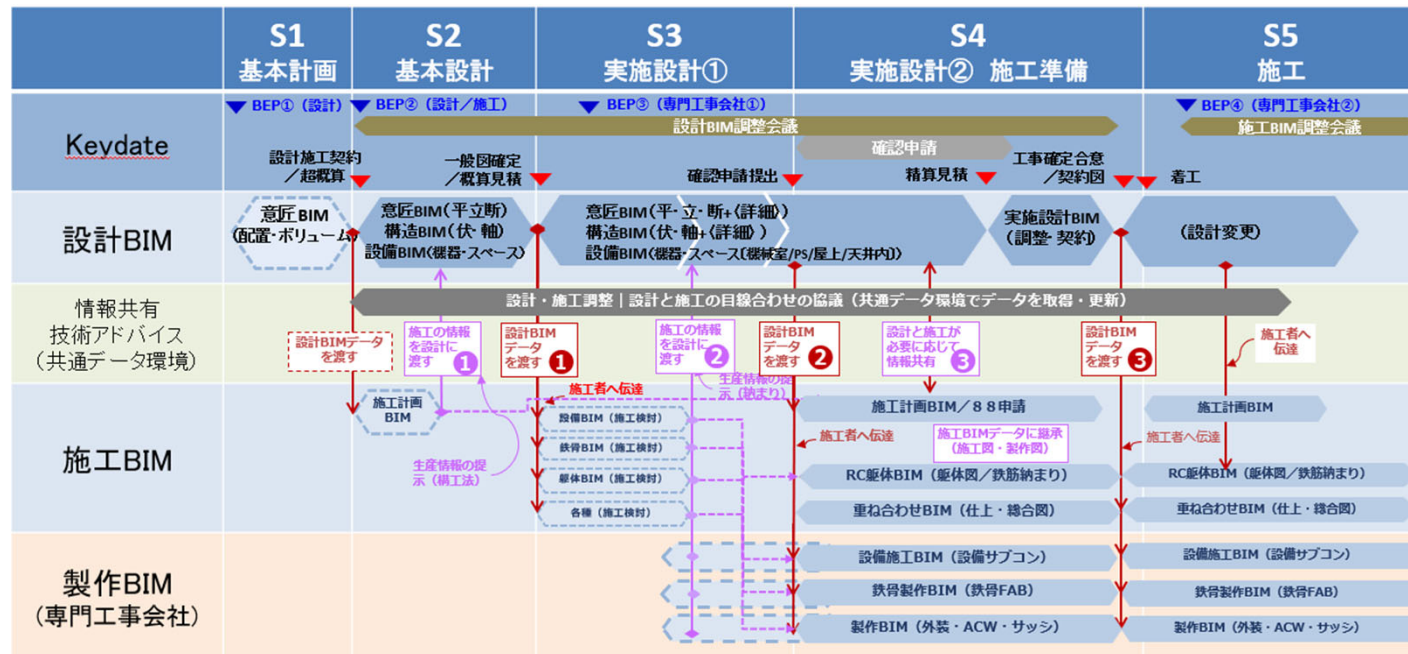 S1
基本計画
S2
基本設計
S3
実施設計①
S4
実施設計② 施工準備
S5
施工
Keydate
BEP①(設計)
BEP②(設計/施工)
BEP③(専門工事会社①)
BEP④(専門工事会社②)
設計BIM調整会議
施工BIM調整会議
確認申請
設計施工契約
/超概算
一般図確定
/概算見積
確認申請提出
精算見積
工事確定合意
/契約図
着工
設計BIM
意匠BIM
(配置・ボリューム)
意匠BIM(平立断)
構造BIM(伏・軸)
設備BIM(機器・スペース)
意匠BIM(平・立・断+(詳細))
構造BIM(伏・軸+(詳細))
設備BIM(機器・スペース(機械室/PS/屋上/天井内))
実施設計BIM
(調整・契約)
(設計変更)
情報共有
技術アドバイス
(共通データ環境)
設計・施工調整|設計と施工の目線合わせの協議(共通データ環境でデータを取得・更新)
設計BIMデータ
を渡す
施工の情報
を設計に
渡す
1
設計BIM
データ
を渡す
1
施工の情報
を設計に
渡す
2
設計BIM
データ
を渡す
2
設計と施工が
必要に応じて
情報共有
3
設計BIM
データ
を渡す
3
施工者へ
伝達
生産情報の提
示(納まり)
施工BIM
施工計画
BIM
施工者へ伝達
生産情報の提
示(構工法)
設備BIM(施工検討)
鉄骨BIM(施工検討)
躯体BIM(施工検討)
各種(施工検討)
施工計画BIM/88申請
施工者へ伝達
施工BIMデータに継承
(施工図・製作図)
RC躯体BIM(躯体図/鉄筋納まり)
重ね合わせBIM(仕上・総合図)
施工計画BIM
施工者へ伝達
RC躯体BIM(躯体図/鉄筋納まり)
重ね合わせBIM(仕上・総合図)
製作BIM
(専門工事会社)
設備施工BIM(設備サブコン)
鉄骨製作BIM(鉄骨FAB)
製作BIM(外装・ACW・サッシ)
設備施工BIM(設備サブコン)
鉄骨製作BIM(鉄骨FAB)
製作BIM(外装・ACW・サッシ)